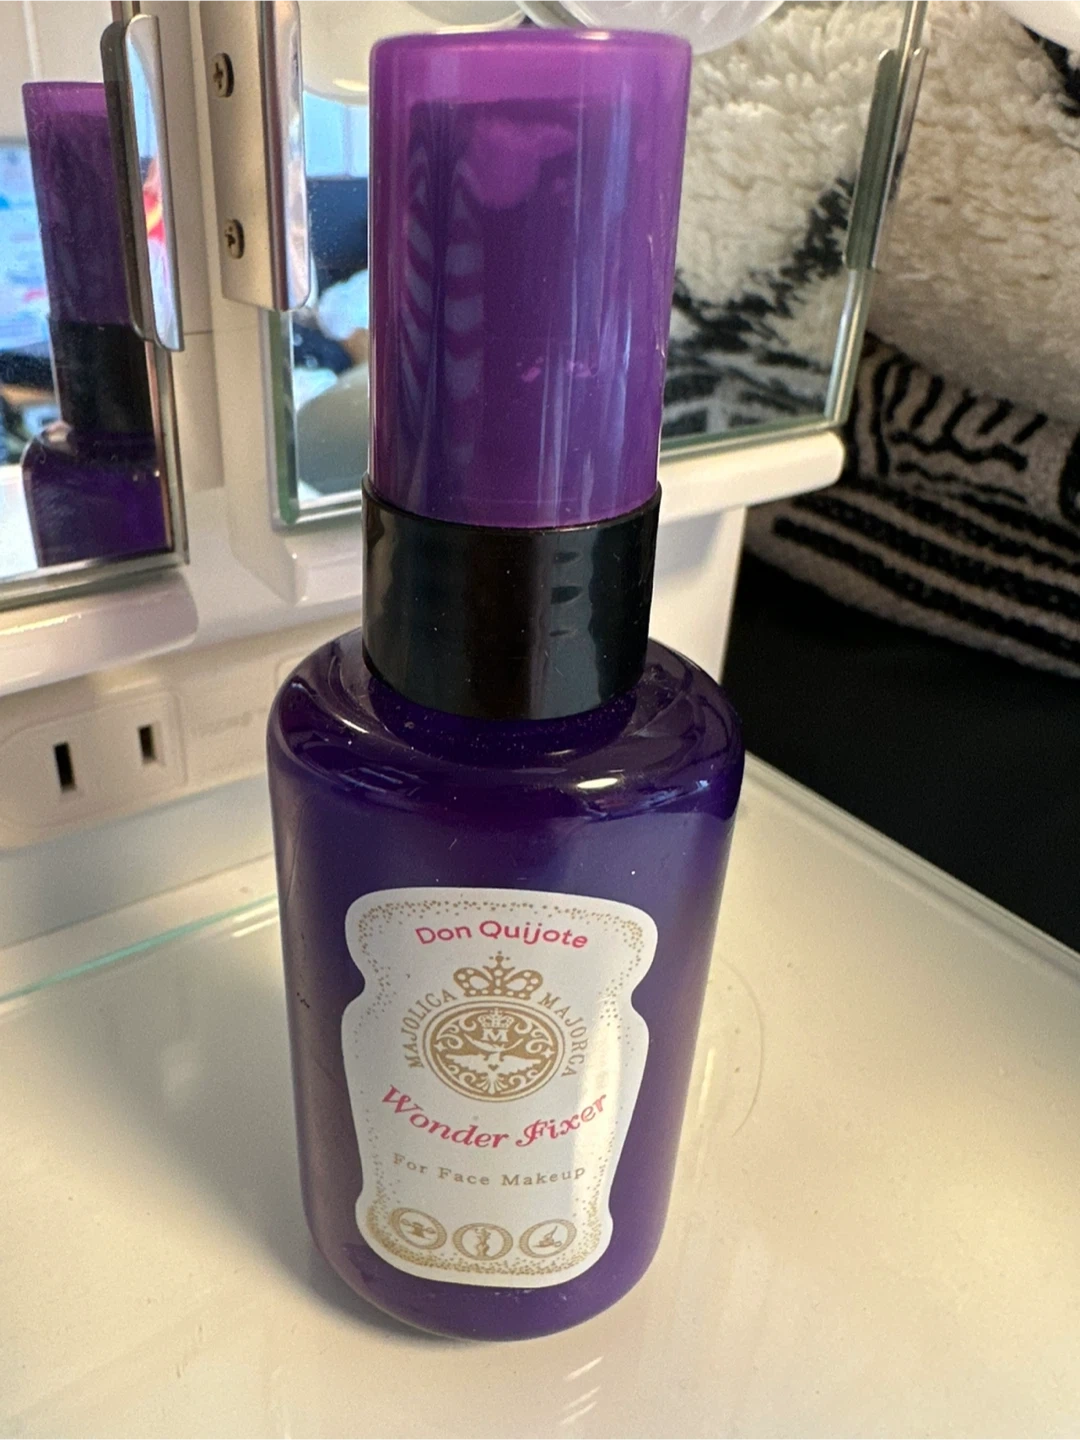 Don Quijote
MAJOLICA MAJORCA
M
Wonder Fixer
For Face Makeup